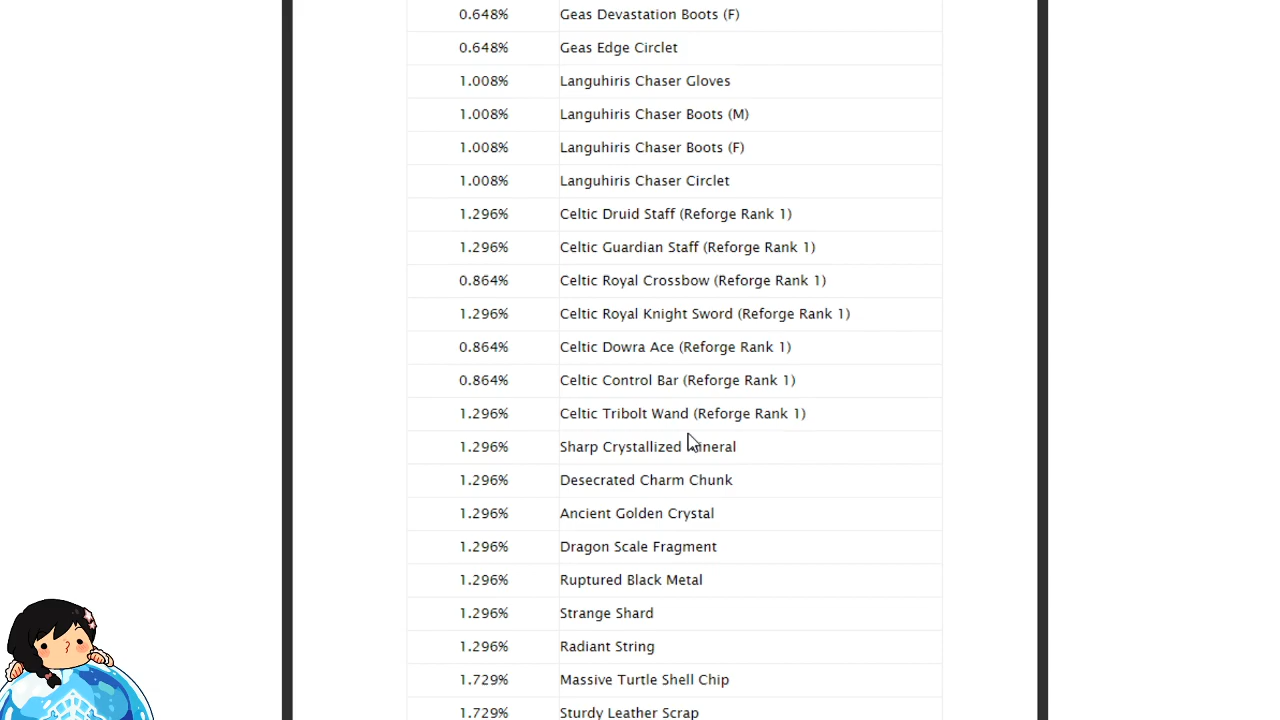 0.648% Geas Devastation Boots (F)
0.648% Geas Edge Circlet
1.008% Languhiris Chaser Gloves
1.008% Languhiris Chaser Boots (M)
1.008% Languhiris Chaser Boots (F)
1.008% Languhiris Chaser Circlet
1.296% Celtic Druid Staff (Reforge Rank 1)
1.296% Celtic Guardian Staff (Reforge Rank 1)
0.864% Celtic Royal Crossbow (Reforge Rank 1)
1.296% Celtic Royal Knight Sword (Reforge Rank 1)
0.864% Celtic Dowra Ace (Reforge Rank 1)
0.864% Celtic Control Bar (Reforge Rank 1)
1.296% Celtic Tribolt Wand (Reforge Rank 1)
1.296% Sharp Crystallized Mineral
1.296% Desecrated Charm Chunk
1.296% Ancient Golden Crystal
1.296% Dragon Scale Fragment
1.296% Ruptured Black Metal
1.296% Strange Shard
1.296% Radiant String
1.729% Massive Turtle Shell Chip
1.729% Sturdy Leather Scrap